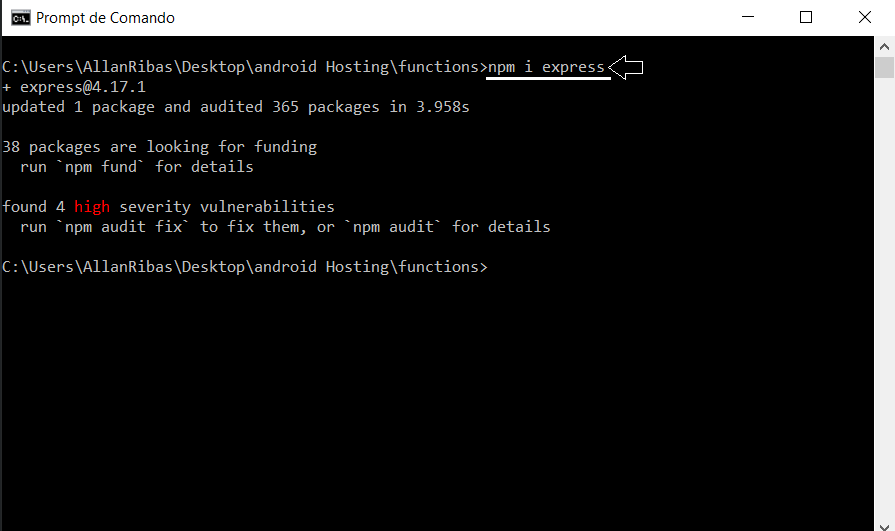 Prompt de Comando
C:\Users\AllanRibas\Desktop\android Hosting\functions>npm i express
+ express@4.17.1
updated 1 package and audited 365 packages in 3.958s
38 packages are looking for funding
  run `npm fund` for details
found 4 high severity vulnerabilities
  run `npm audit fix` to fix them, or `npm audit` for details
C:\Users\AllanRibas\Desktop\android Hosting\functions>